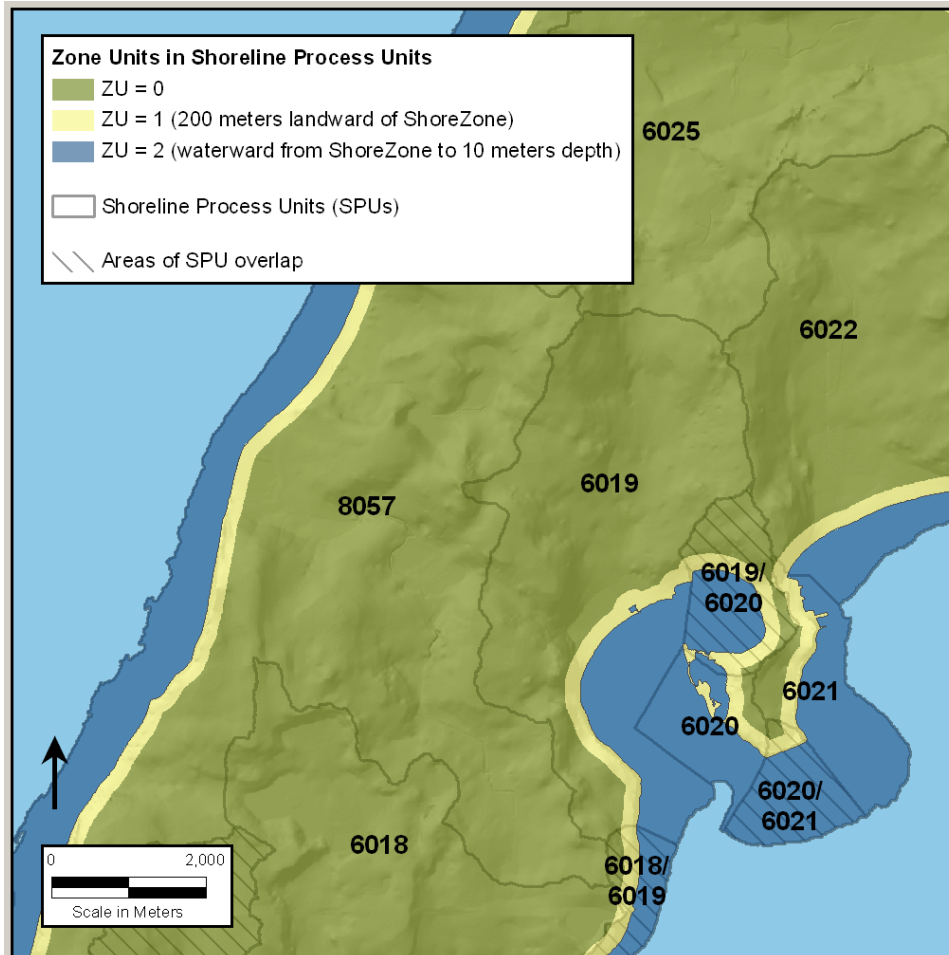 Zone Units in Shoreline Process Units
ZU = 0
ZU = 1 (200 meters landward of ShoreZone)
ZU = 2 (waterward from ShoreZone to 10 meters depth)
Shoreline Process Units (SPUs)
Areas of SPU overlap
6025
6022
6019
8057
6019/
6020
6021
6020
6020/
6021
6018
6018/
6019
0 2,000
Scale in Meters